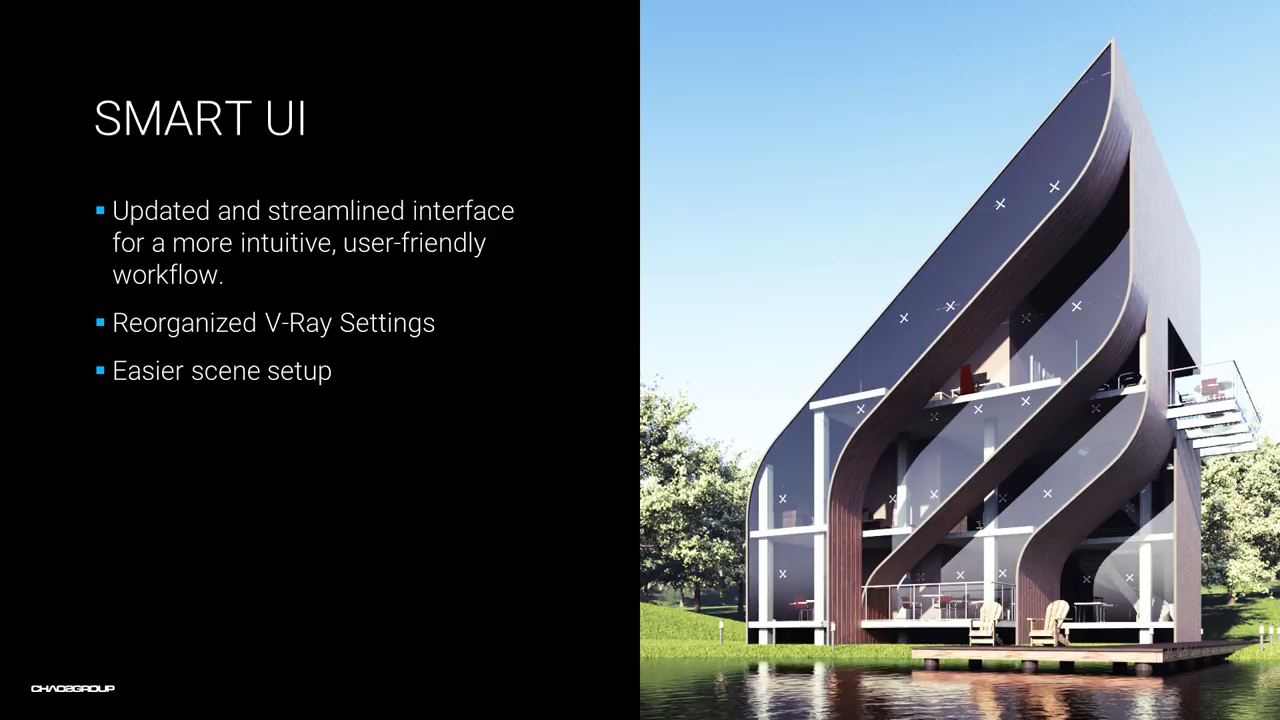 SMART UI
Updated and streamlined interface
for a more intuitive, user-friendly
workflow.
Reorganized V-Ray Settings
Easier scene setup
CHAOSGROUP